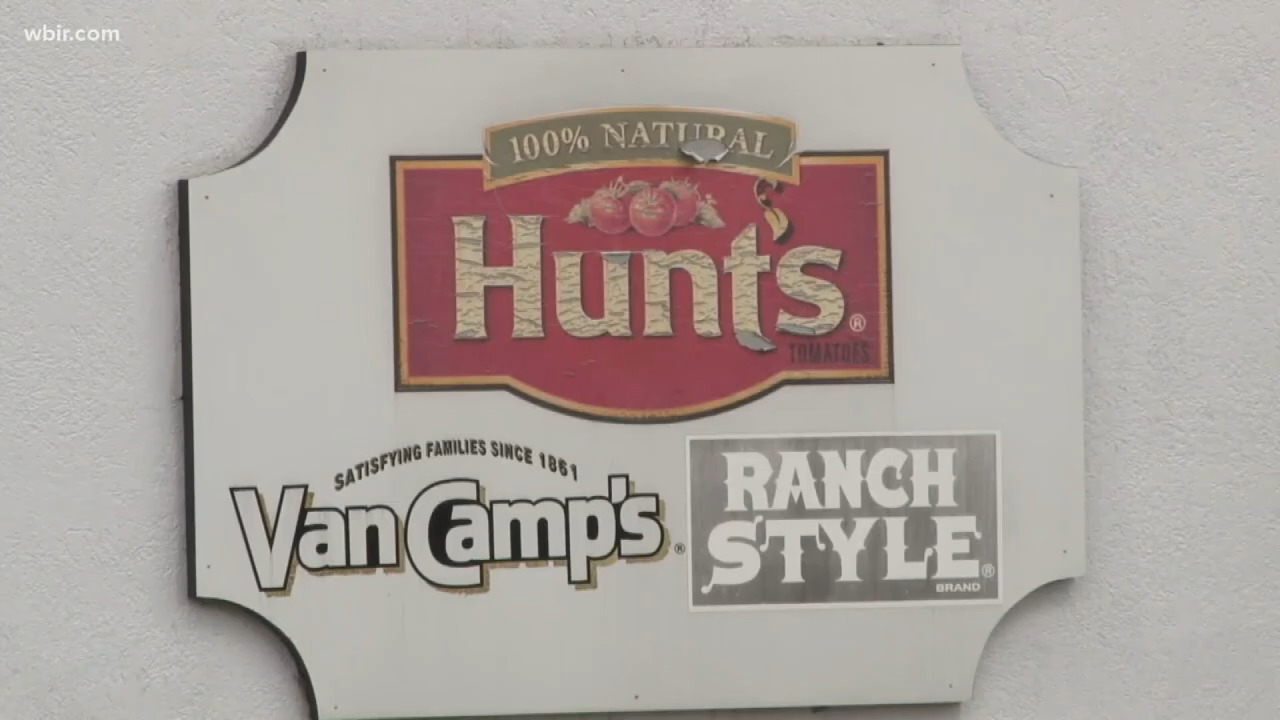 wbir.com
100% NATURAL
Hunt's®
TOMATOES
SATISFYING FAMILIES SINCE 1861
Van Camp's®
RANCH
STYLE®
BRAND